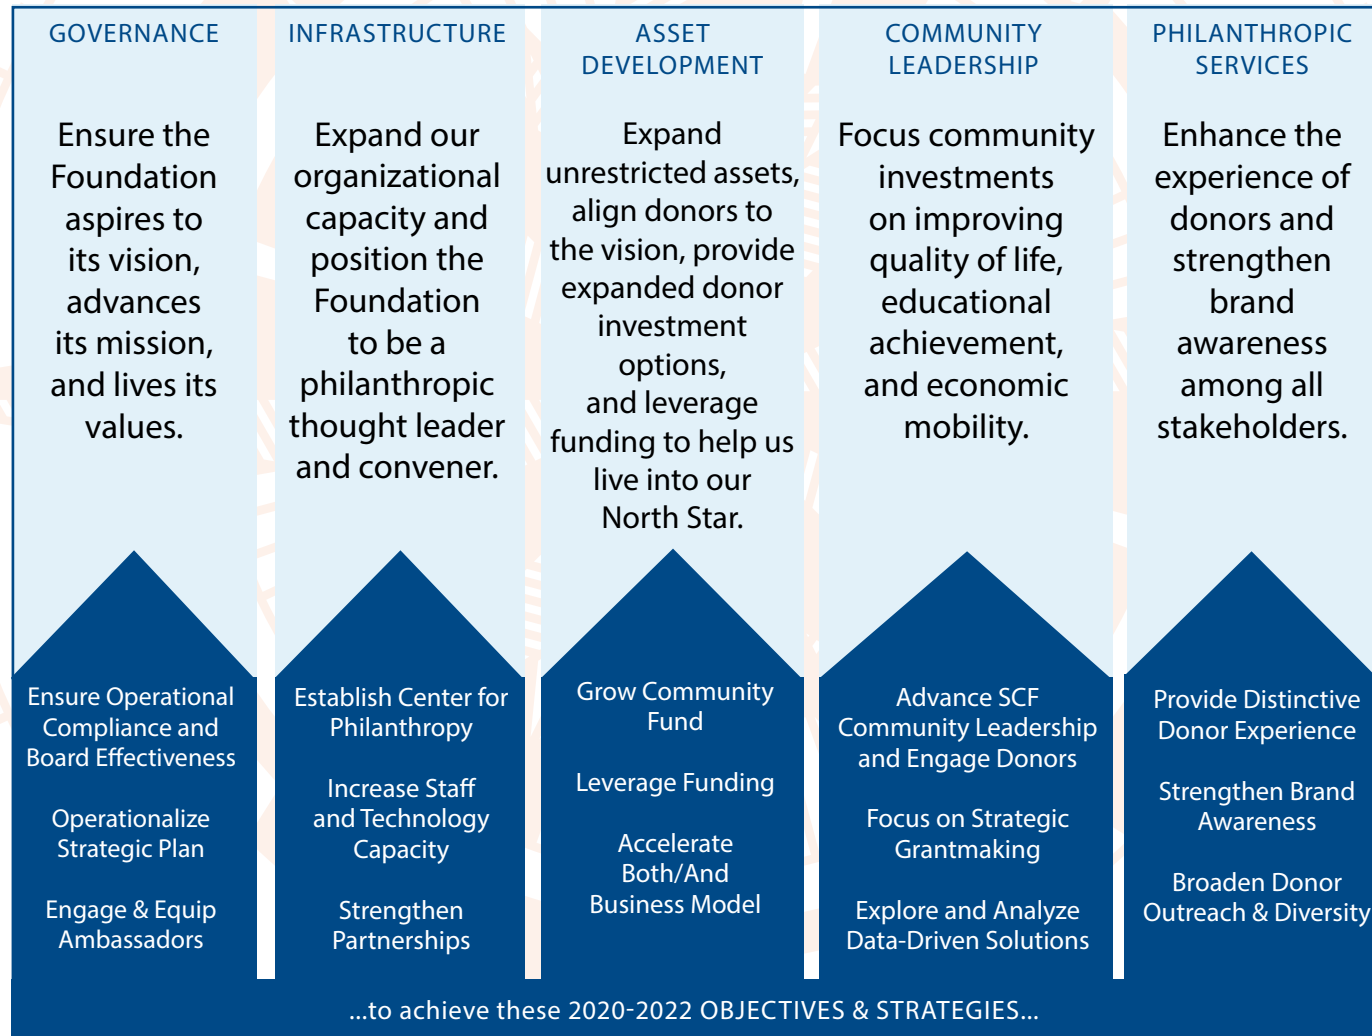 GOVERNANCE
Ensure the
Foundation
aspires to
its vision,
advances
its mission,
and lives its
values.
Ensure Operational
Compliance and
Board Effectiveness
Operationalize
Strategic Plan
Engage & Equip
Ambassadors
INFRASTRUCTURE
Expand our
organizational
capacity and
position the
Foundation
to be a
philanthropic
thought leader
and convener.
Establish Center for
Philanthropy
Increase Staff
and Technology
Capacity
Strengthen
Partnerships
ASSET
DEVELOPMENT
Expand
unrestricted assets,
align donors to
the vision, provide
expanded donor
investment
options,
and leverage
funding to help us
live into our
North Star.
Grow Community
Fund
Leverage Funding
Accelerate
Both/And
Business Model
COMMUNITY
LEADERSHIP
Focus community
investments
on improving
quality of life,
educational
achievement,
and economic
mobility.
Advance SCF
Community Leadership
and Engage Donors
Focus on Strategic
Grantmaking
Explore and Analyze
Data-Driven Solutions
PHILANTHROPIC
SERVICES
Enhance the
experience of
donors and
strengthen
brand
awareness
among all
stakeholders.
Provide Distinctive
Donor Experience
Strengthen Brand
Awareness
Broaden Donor
Outreach & Diversity
...to achieve these 2020-2022 OBJECTIVES & STRATEGIES...